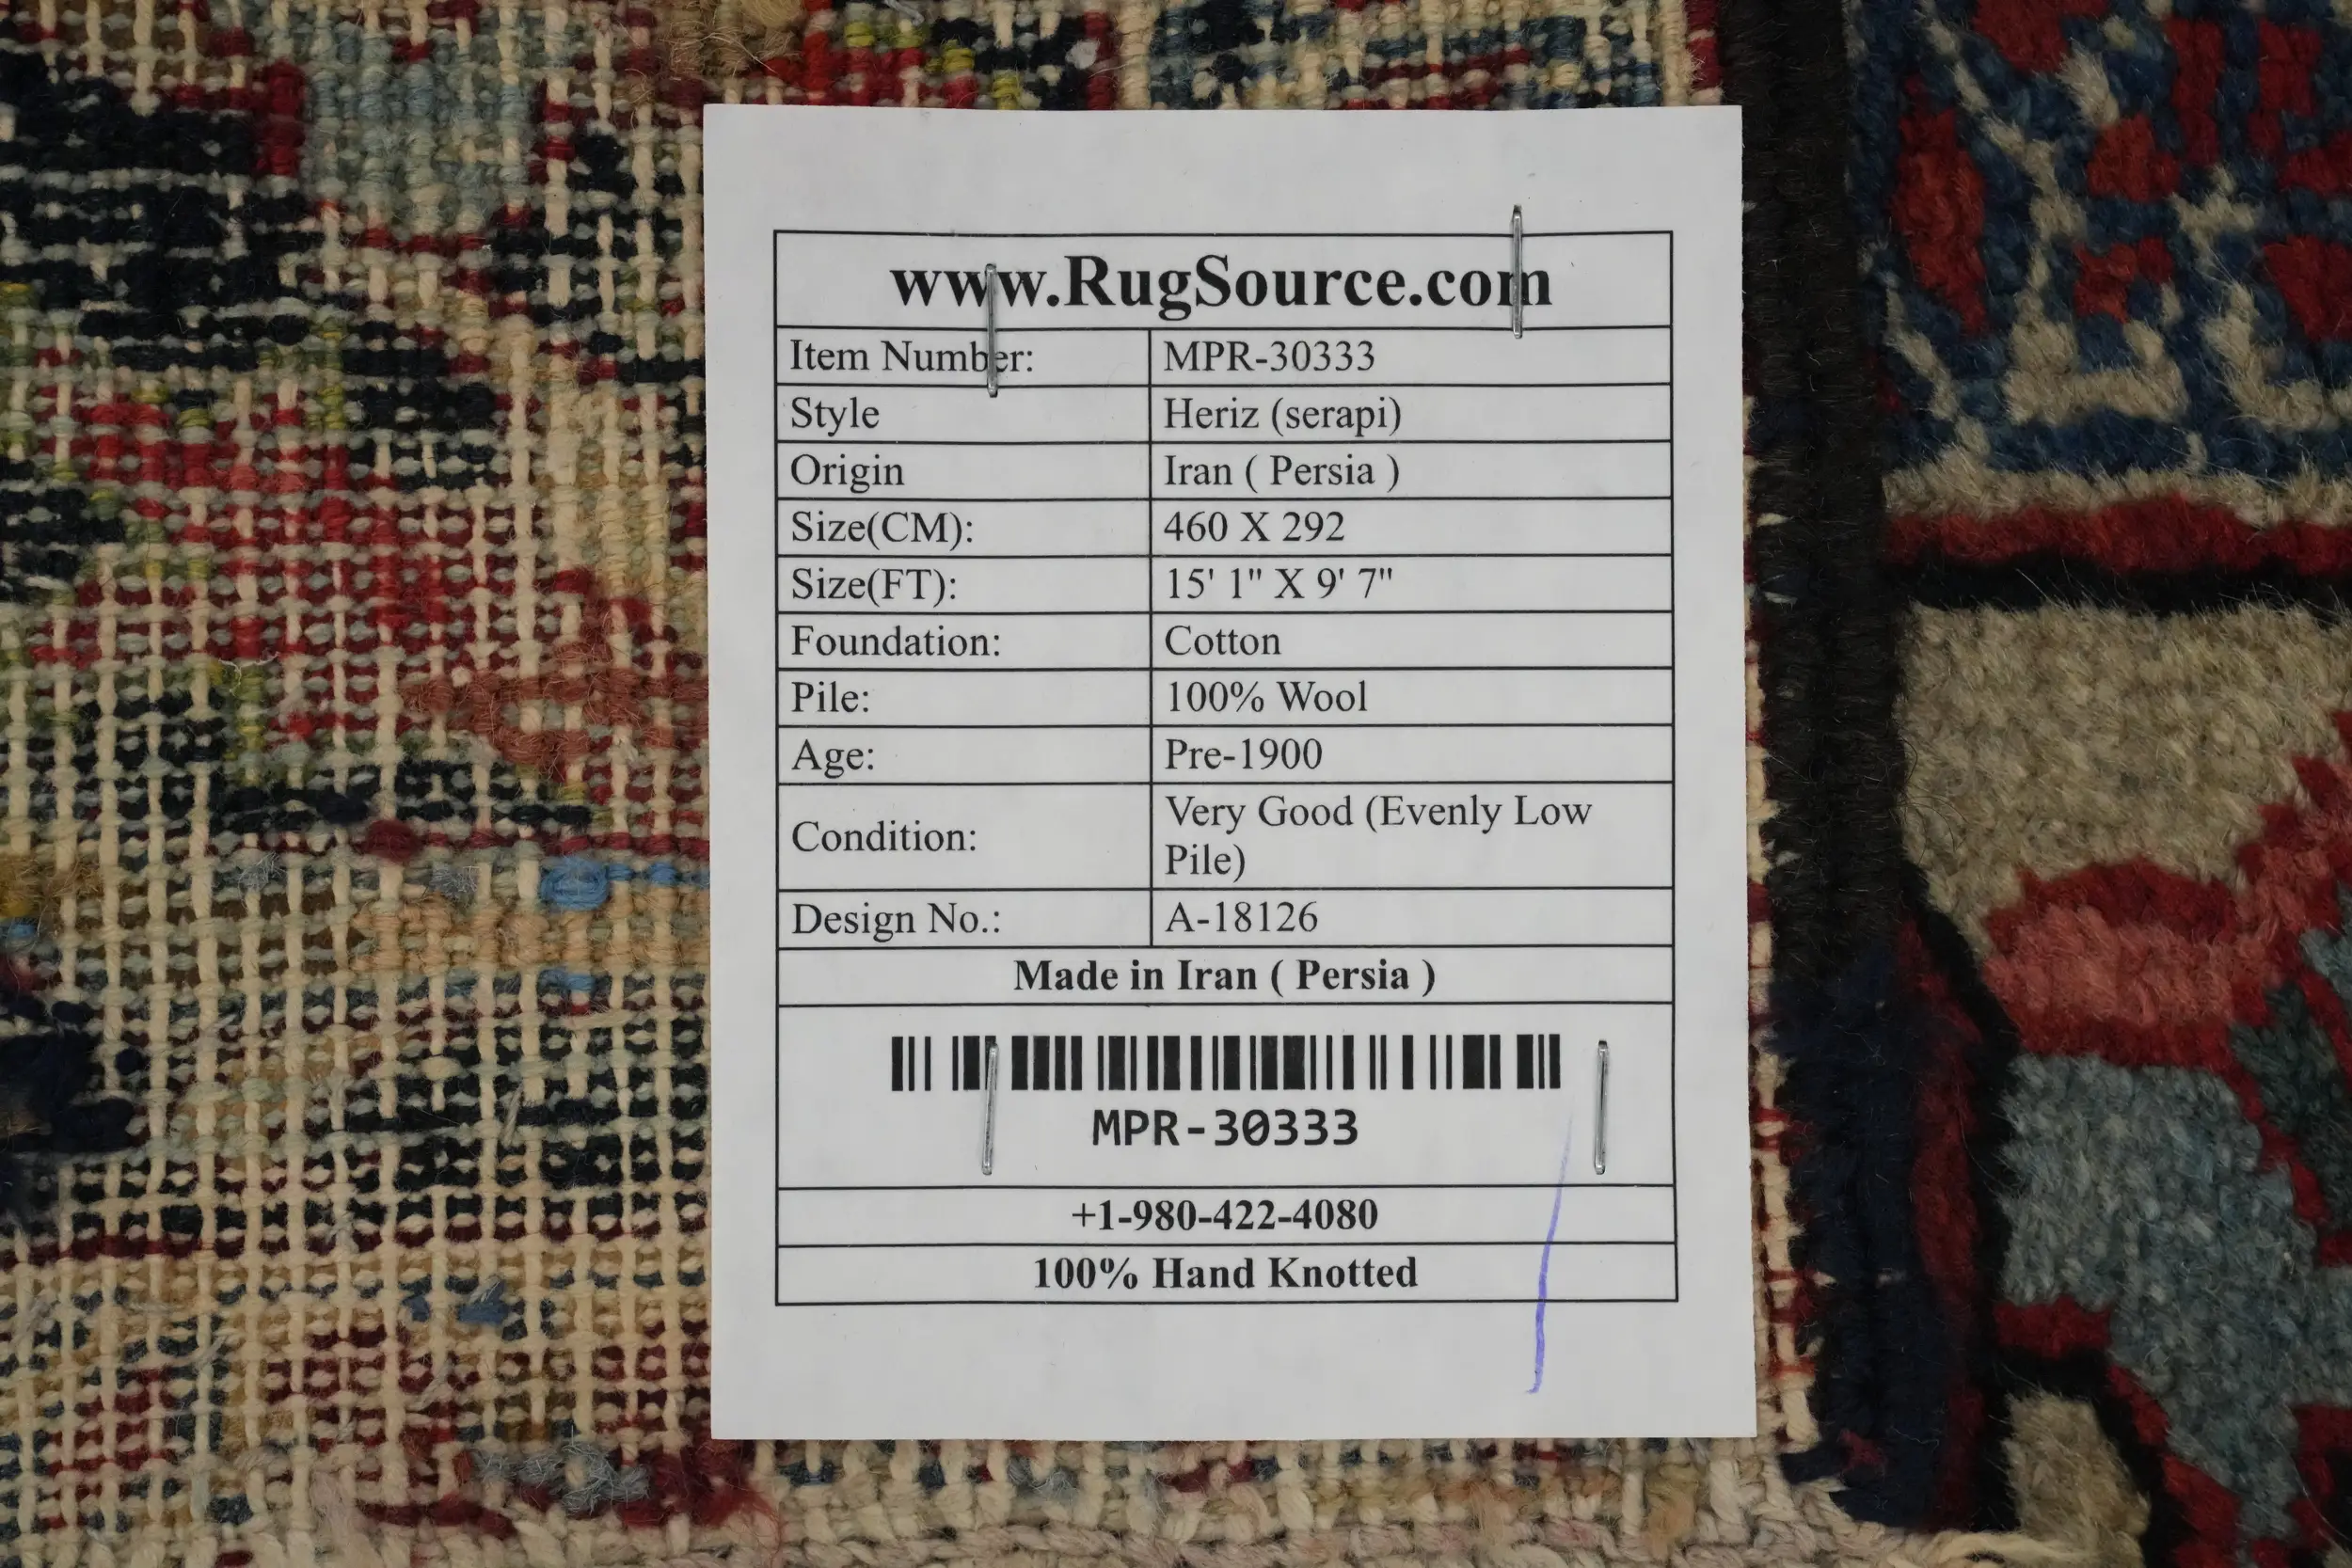 www.RugSource.com
Item Number: MPR-30333
Style Heriz (serapi)
Origin Iran ( Persia )
Size(CM): 460 X 292
Size(FT): 15' 1" X 9' 7"
Foundation: Cotton
Pile: 100% Wool
Age: Pre-1900
Condition: Very Good (Evenly Low
Pile)
Design No.: A-18126
Made in Iran ( Persia )
MPR-30333
+1-980-422-4080
100% Hand Knotted